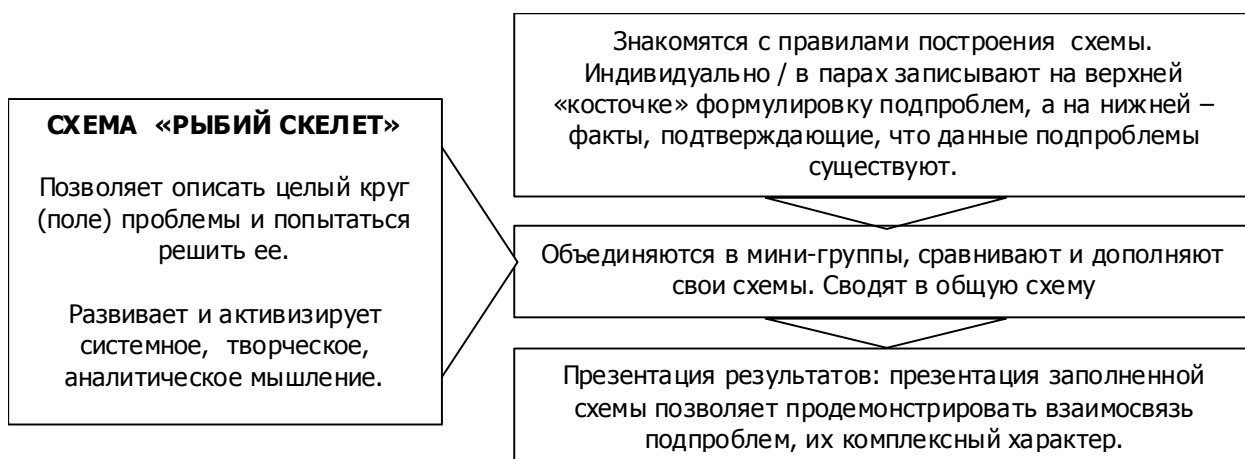 СХЕМА «РЫБИЙ СКЕЛЕТ»
Позволяет описать целый круг
(поле) проблемы и попытаться
решить ее.
Развивает и активизирует
системное, творческое,
аналитическое мышление.
Знакомятся с правилами построения схемы.
Индивидуально / в парах записывают на верхней
«косточке» формулировку подпроблем, а на нижней –
факты, подтверждающие, что данные подпроблемы
существуют.
Объединяются в мини-группы, сравнивают и дополняют
свои схемы. Сводят в общую схему
Презентация результатов: презентация заполненной
схемы позволяет продемонстрировать взаимосвязь
подпроблем, их комплексный характер.